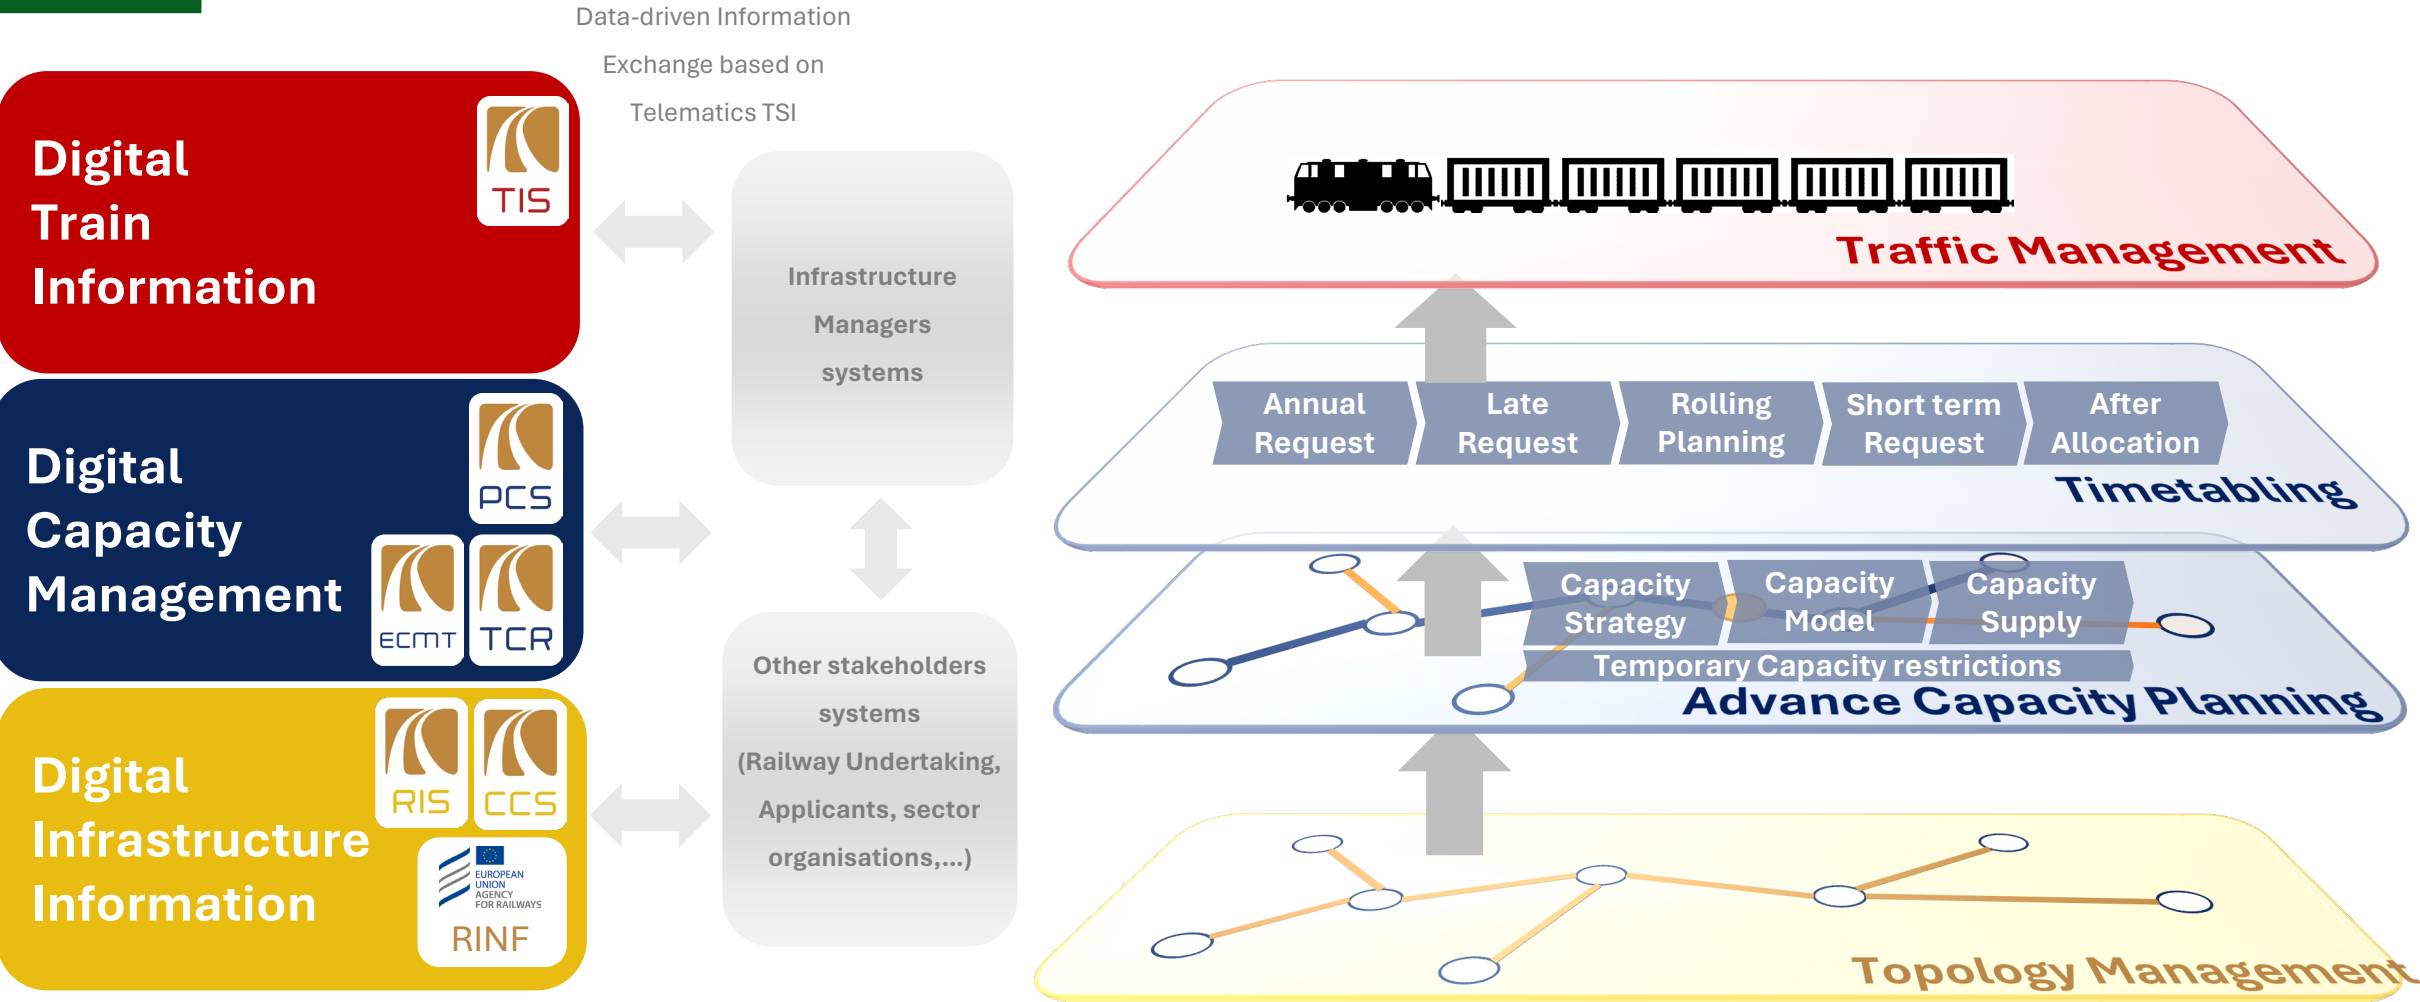 Data-driven Information
Exchange based on
Telematics TSI
Digital
Train
Information
TIS
Digital
Capacity
Management
PCS
ECMT
TCR
Digital
Infrastructure
Information
RIS
CCS
EUROPEAN
UNION
AGENCY
FOR RAILWAYS
RINF
Infrastructure
Managers
systems
Other stakeholders
systems
(Railway Undertaking,
Applicants, sector
organisations,...)
Traffic Management
Annual
Request
Late
Request
Rolling
Planning
Short term
Request
After
Allocation
Timetabling
Capacity
Strategy
Capacity
Model
Capacity
Supply
Temporary Capacity restrictions
Advance Capacity Planning
Topology Management